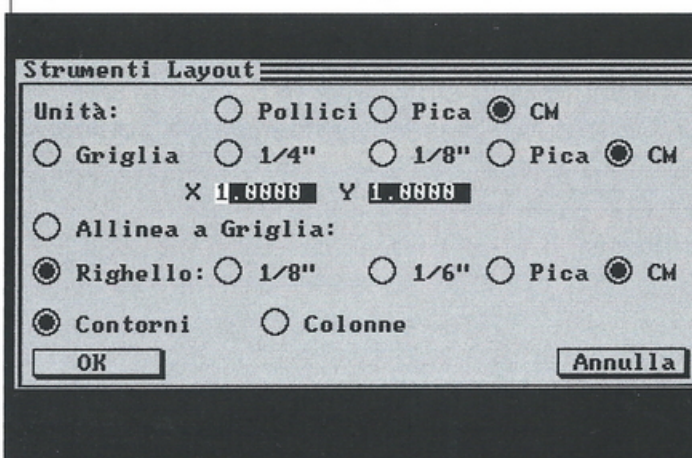 Strumenti Layout
Unità: Pollici Pica CM
Griglia 1/4" 1/8" Pica CM
X 1.0000 Y 1.0000
Allinea a Griglia:
Righello: 1/8" 1/6" Pica CM
Contorni Colonne
OK Annulla